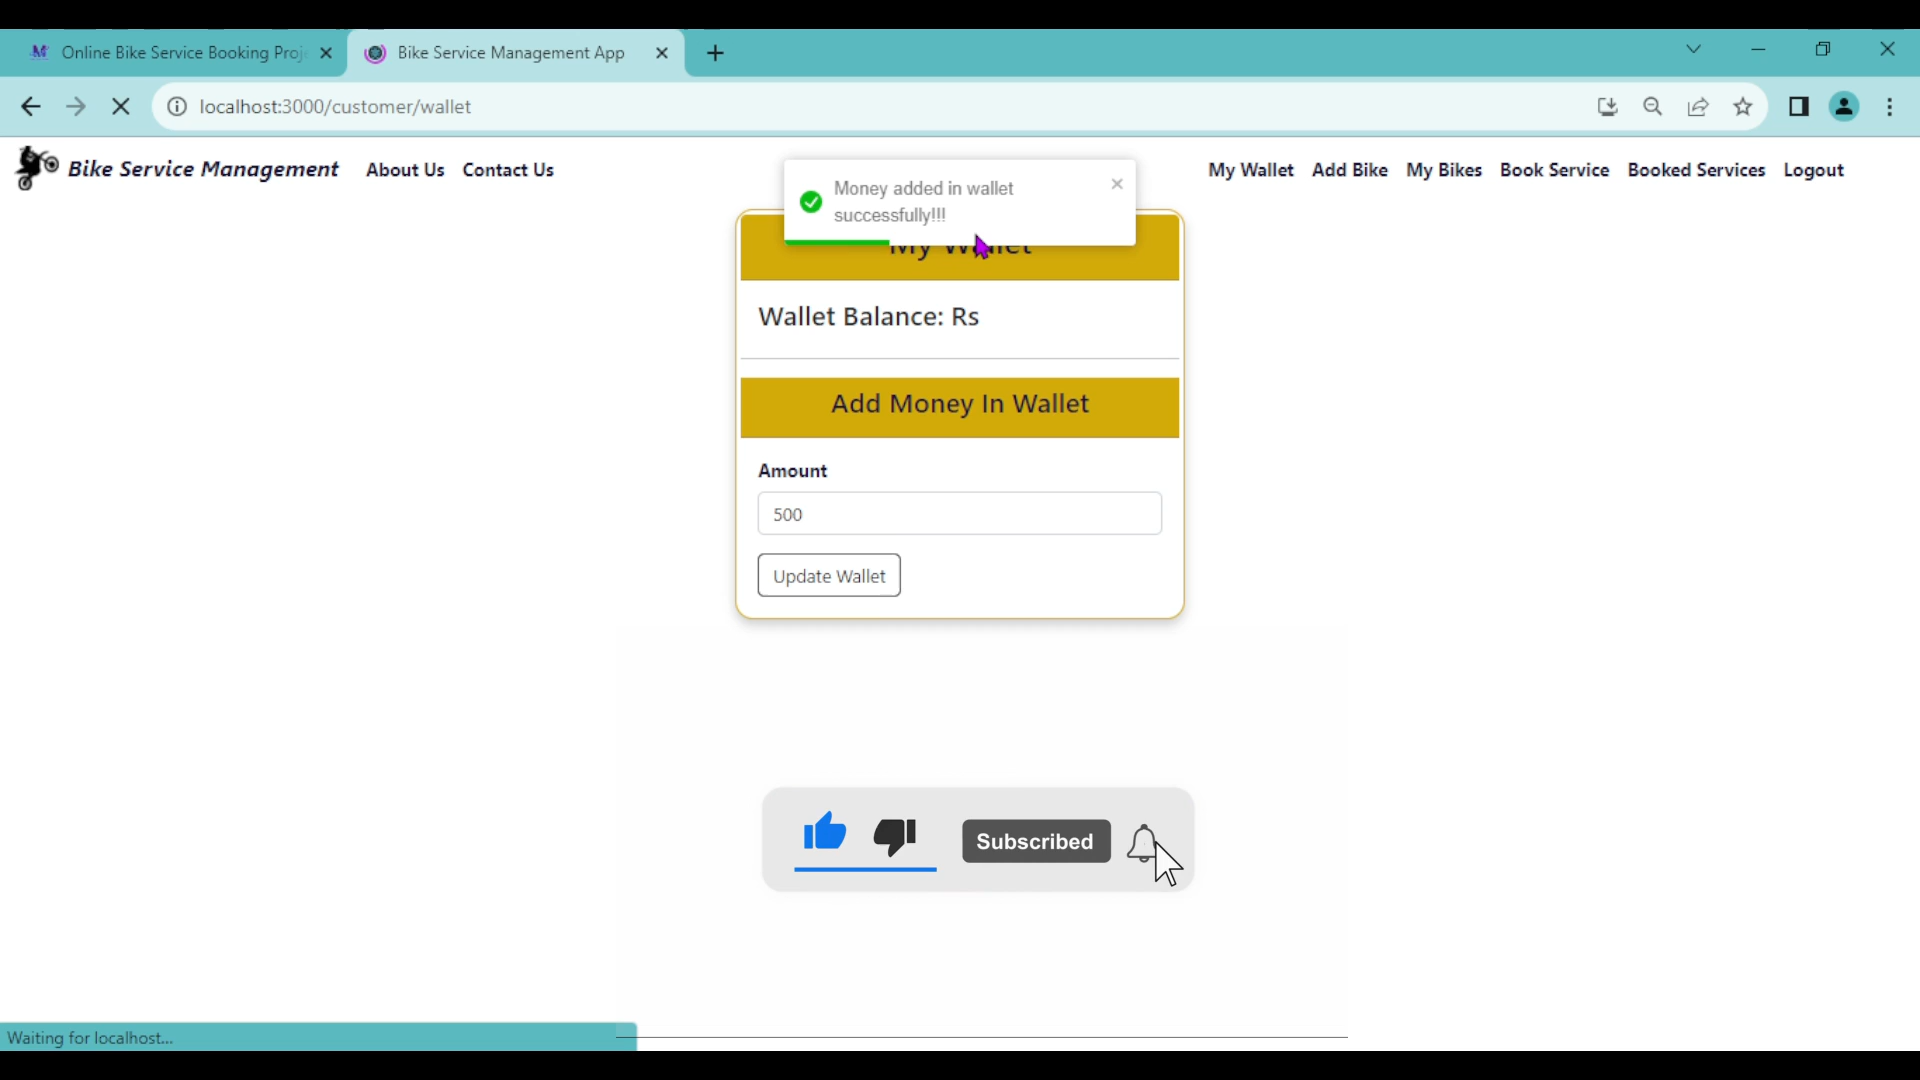 Online Bike Service Booking Proj
Bike Service Management App
localhost:3000/customer/wallet
Bike Service Management
About Us
Contact Us
My Wallet
Add Bike
My Bikes
Book Service
Booked Services
Logout
Money added in wallet
successfully!!!
My Wallet
Wallet Balance: Rs
Add Money In Wallet
Amount
500
Update Wallet
Subscribed
Waiting for localhost...